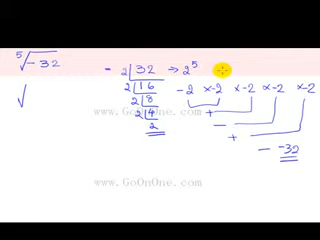 ⁵√-32 = 2 | 32 → 2⁵ ×
2 | 16 -2 ×-2 ×-2 ×-2 ×-2
2 | 8
2 | 4 +
2 -
+
- -32
www.GoOnOne.com
www.GoOnOne.com